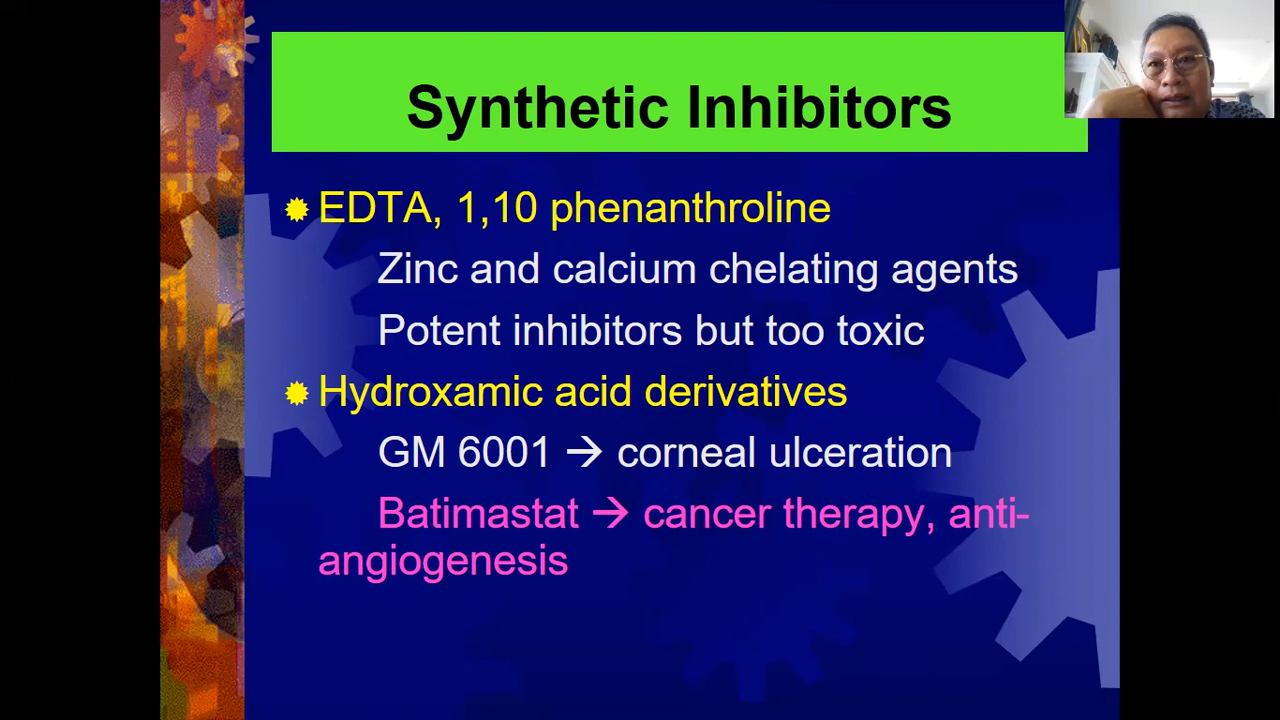 Synthetic Inhibitors
EDTA, 1,10 phenanthroline
Zinc and calcium chelating agents
Potent inhibitors but too toxic
Hydroxamic acid derivatives
GM 6001 → corneal ulceration
Batimastat → cancer therapy, anti-
angiogenesis